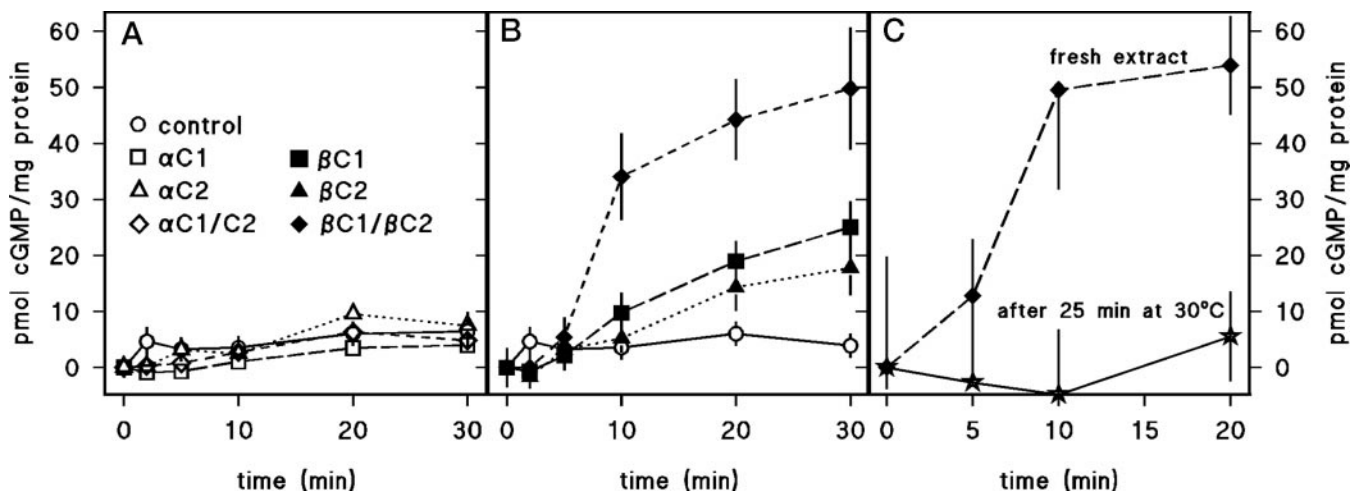 A
B
C
60
50
40
30
20
10
0
pmol cGMP/mg protein
control
αC1
αC2
αC1/C2
βC1
βC2
βC1/βC2
fresh extract
after 25 min at 30°C
60
50
40
30
20
10
0
pmol cGMP/mg protein
0 10 20 30
0 10 20 30
0 5 10 15 20
time (min)
time (min)
time (min)